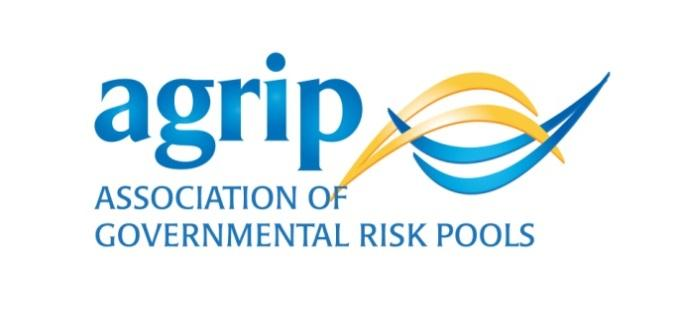 agrip
ASSOCIATION OF
GOVERNMENTAL RISK POOLS